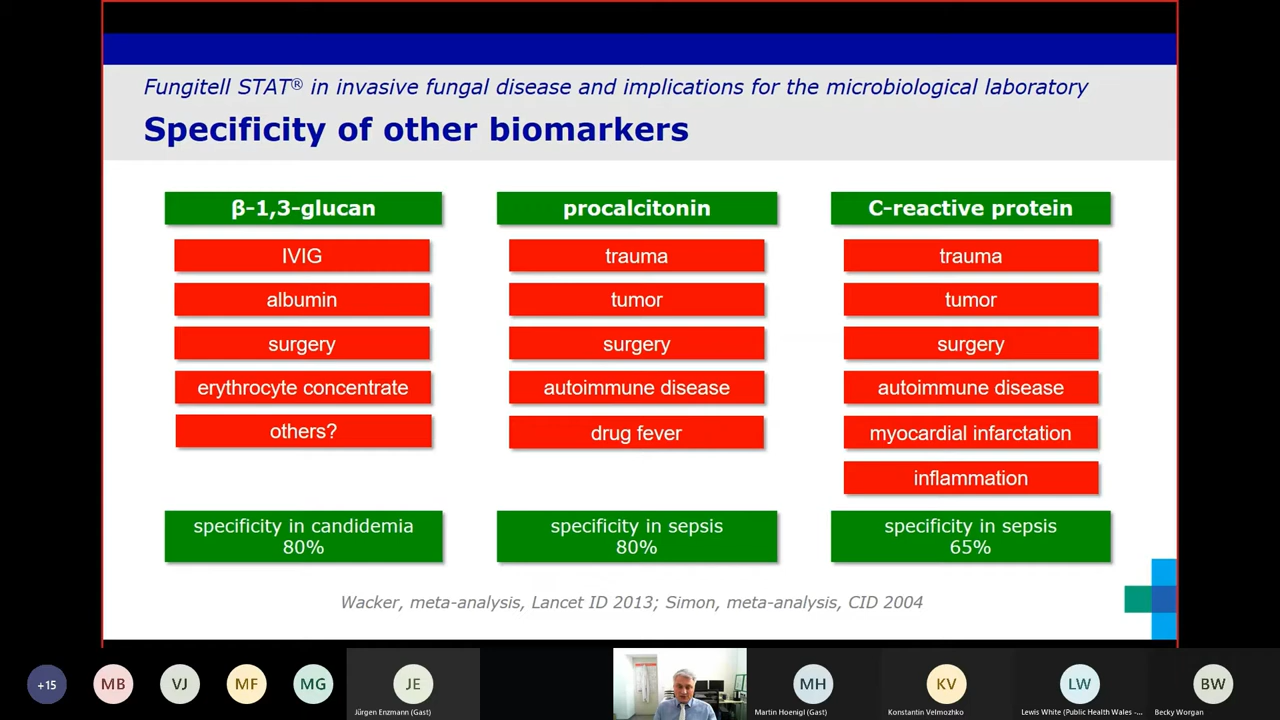 Fungitell STAT® in invasive fungal disease and implications for the microbiological laboratory
Specificity of other biomarkers
β-1,3-glucan
IVIG
albumin
surgery
erythrocyte concentrate
others?
specificity in candidemia
80%
procalcitonin
trauma
tumor
surgery
autoimmune disease
drug fever
specificity in sepsis
80%
C-reactive protein
trauma
tumor
surgery
autoimmune disease
myocardial infarctation
inflammation
specificity in sepsis
65%
Wacker, meta-analysis, Lancet ID 2013; Simon, meta-analysis, CID 2004
+15
MB
VJ
MF
MG
JE
Jürgen Enzmann (Gast)
MH
Martin Hoenigl (Gast)
KV
Konstantin Velmozhko
LW
Lewis White (Public Health Wales -...
BW
Becky Worgan